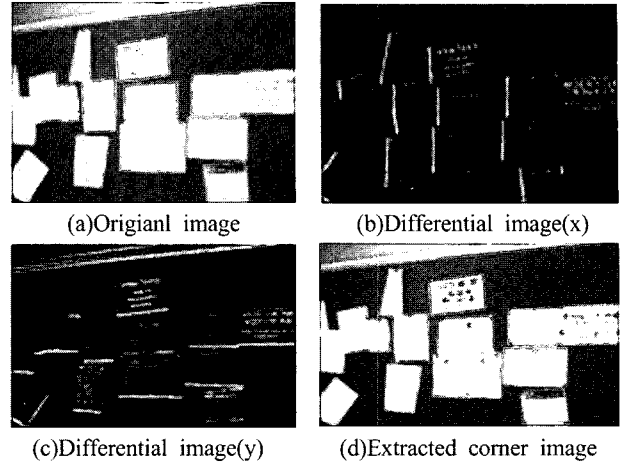 (a)Origianl image
(b)Differential image(x)
(c)Differential image(y)
(d)Extracted corner image